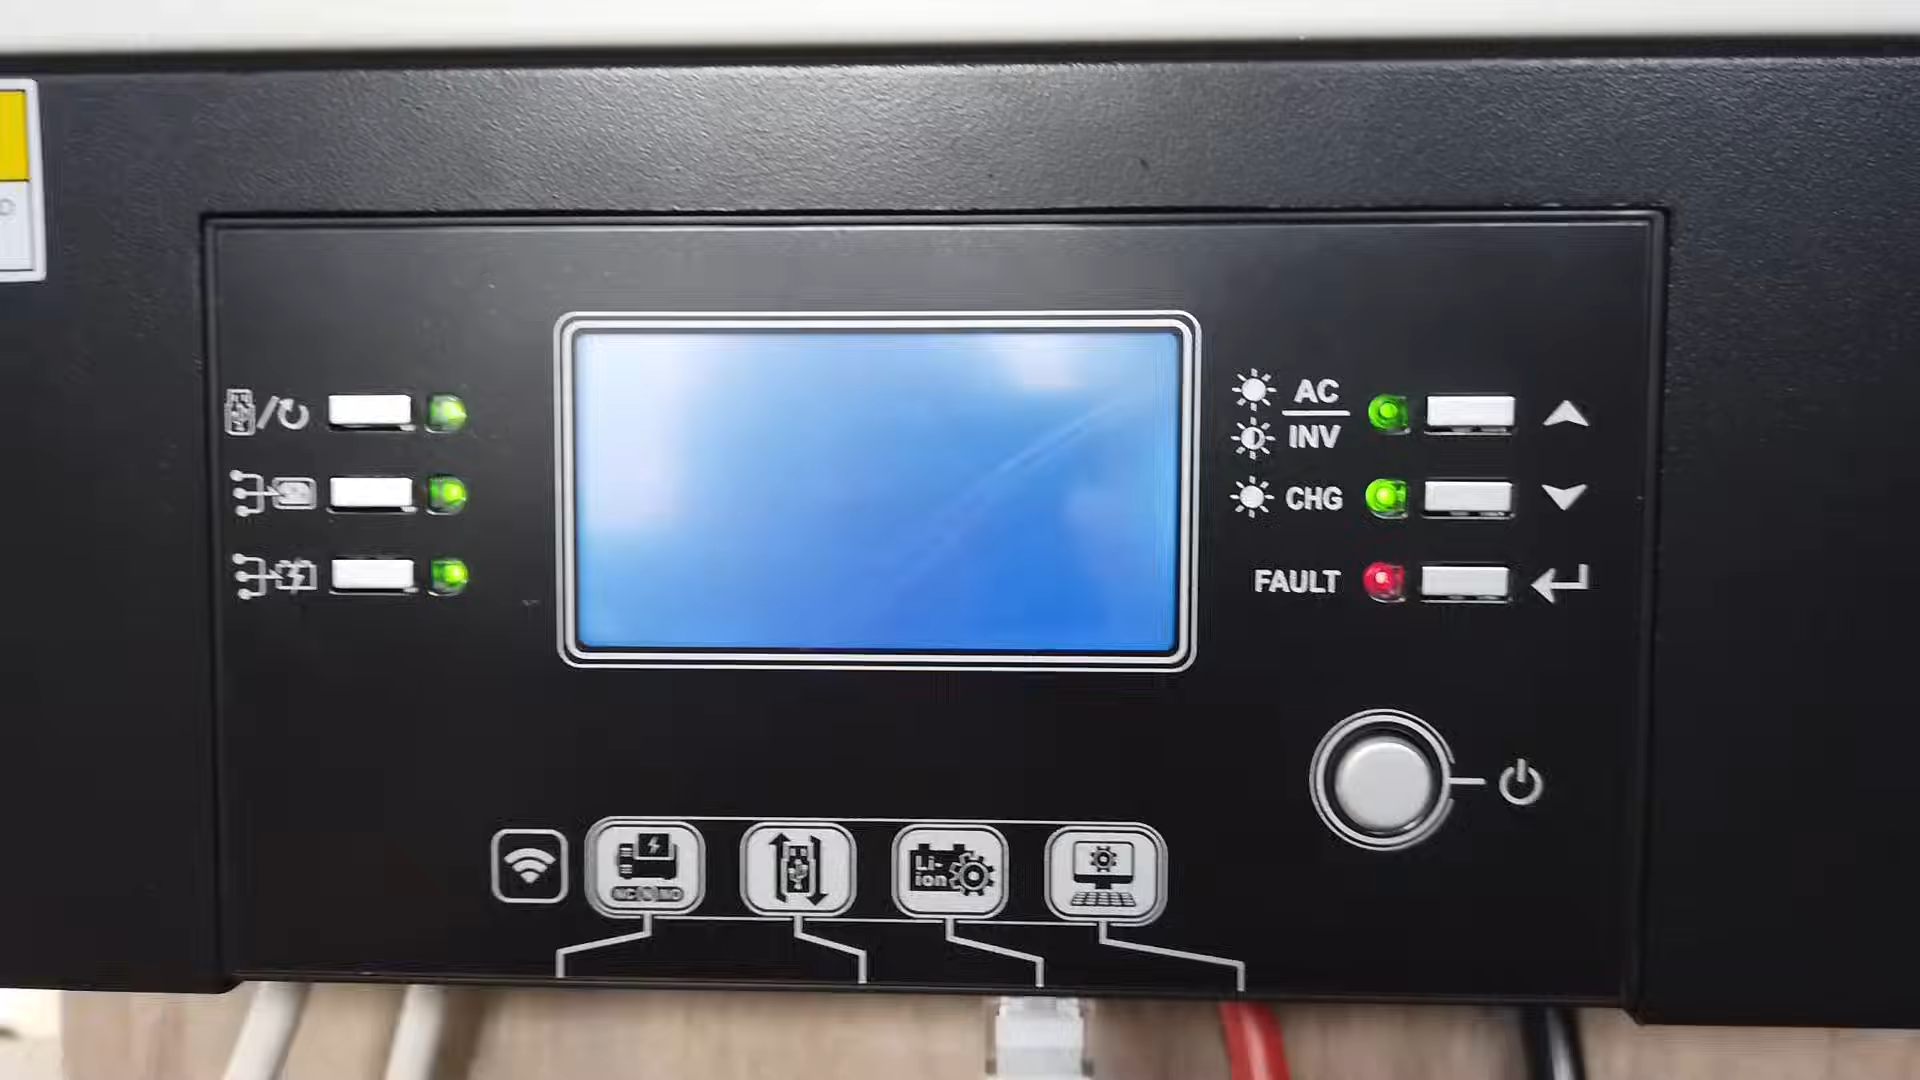 AC
INV
CHG
FAULT
Li-
ion